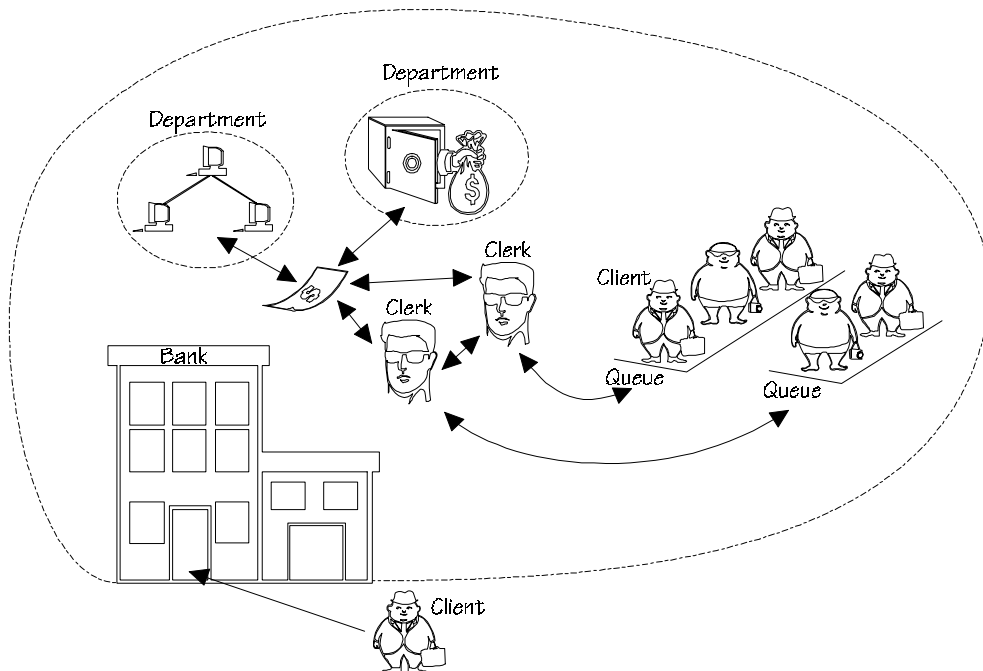 Department
Department
$
Clerk
Client
$
Clerk
Bank
Queue
Queue
Client